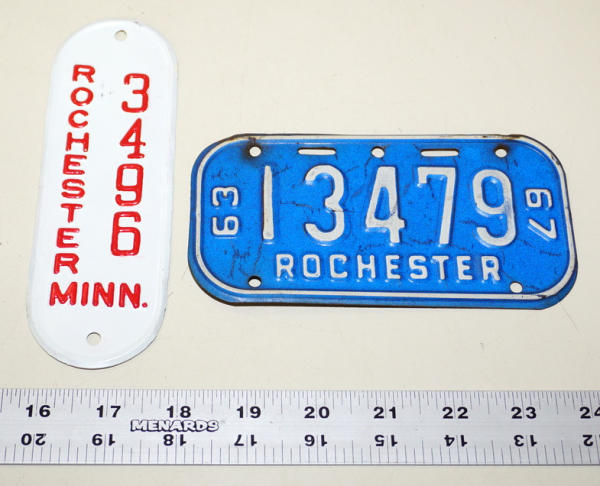 ROCHESTER
3496
MINN.
63 13479 67
ROCHESTER
16 17 18 19 20 21 22 23 24
MENARDS®
20 19 18 17 16 15 14 13 12